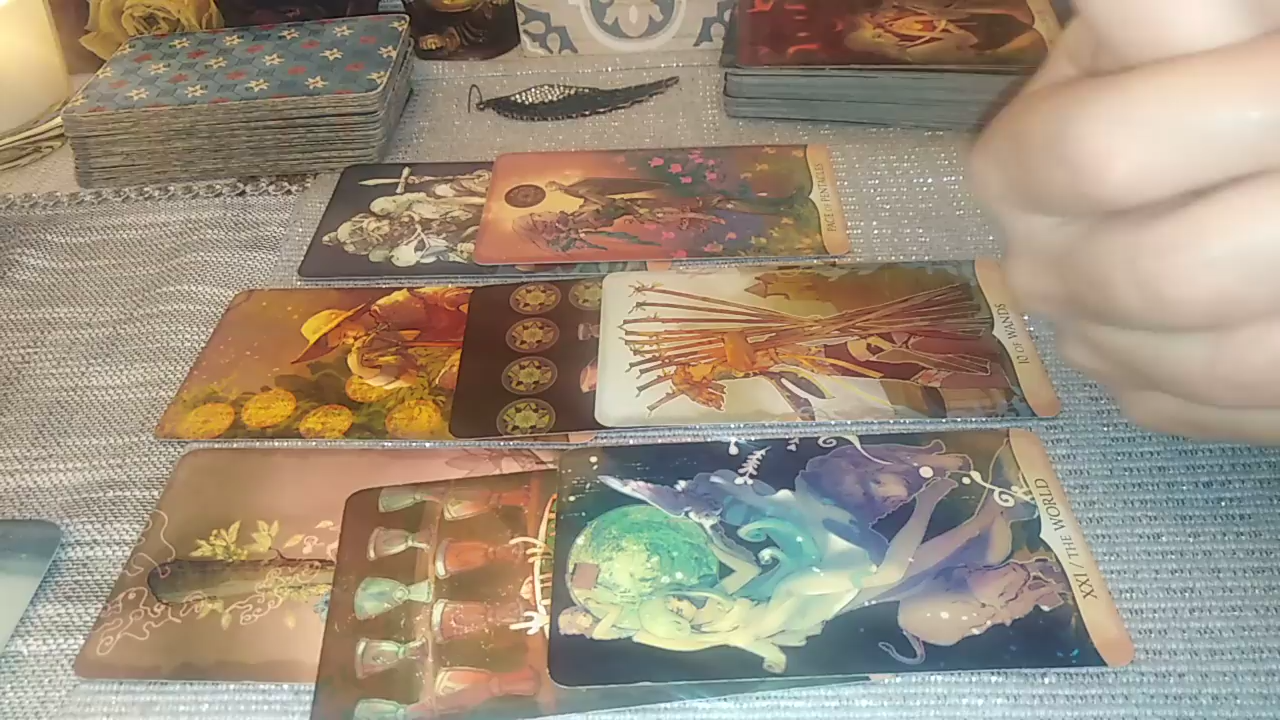 PAGE OF PENTACLES
10 OF WANDS
XXI / THE WORLD